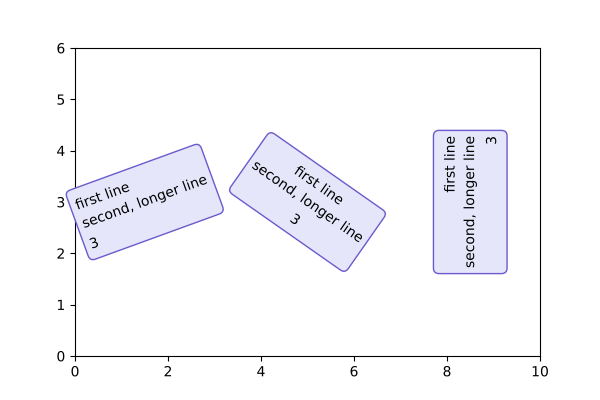 6
5
4
3
2
1
0
0
2
4
6
8
10
first line
second, longer line
3
first line
second, longer line
3
first line
second, longer line
3